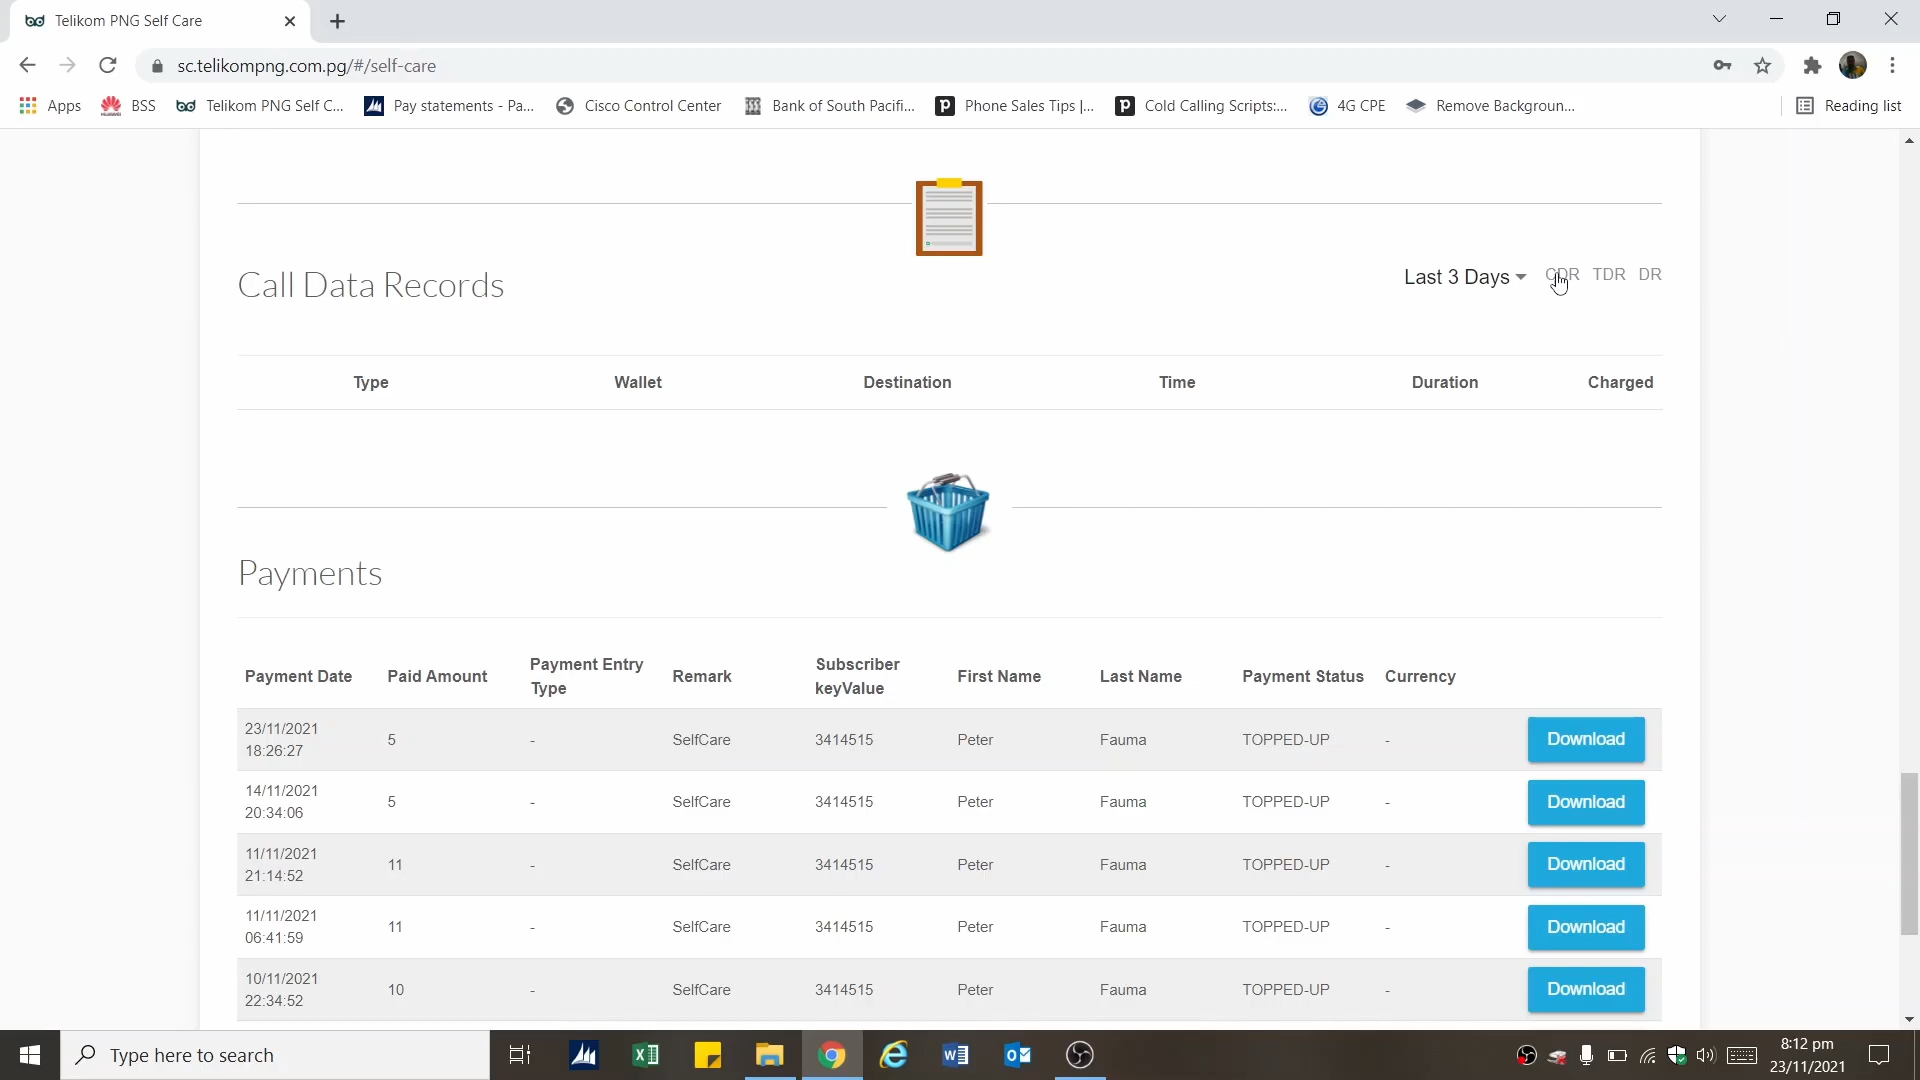 Telikom PNG Self Care
sc.telikompng.com.pg/#/self-care
Apps BSS Telikom PNG Self C... Pay statements - Pa... Cisco Control Center Bank of South Pacifi... Phone Sales Tips |... Cold Calling Scripts:... 4G CPE Remove Backgroun... Reading list
Call Data Records
Last 3 Days CDR TDR DR
Type Wallet Destination Time Duration Charged
Payments
Payment Date Paid Amount Payment Entry Type Remark Subscriber keyValue First Name Last Name Payment Status Currency
23/11/2021 18:26:27 5 - SelfCare 3414515 Peter Fauma TOPPED-UP - Download
14/11/2021 20:34:06 5 - SelfCare 3414515 Peter Fauma TOPPED-UP - Download
11/11/2021 21:14:52 11 - SelfCare 3414515 Peter Fauma TOPPED-UP - Download
11/11/2021 06:41:59 11 - SelfCare 3414515 Peter Fauma TOPPED-UP - Download
10/11/2021 22:34:52 10 - SelfCare 3414515 Peter Fauma TOPPED-UP - Download
Type here to search
8:12 pm
23/11/2021